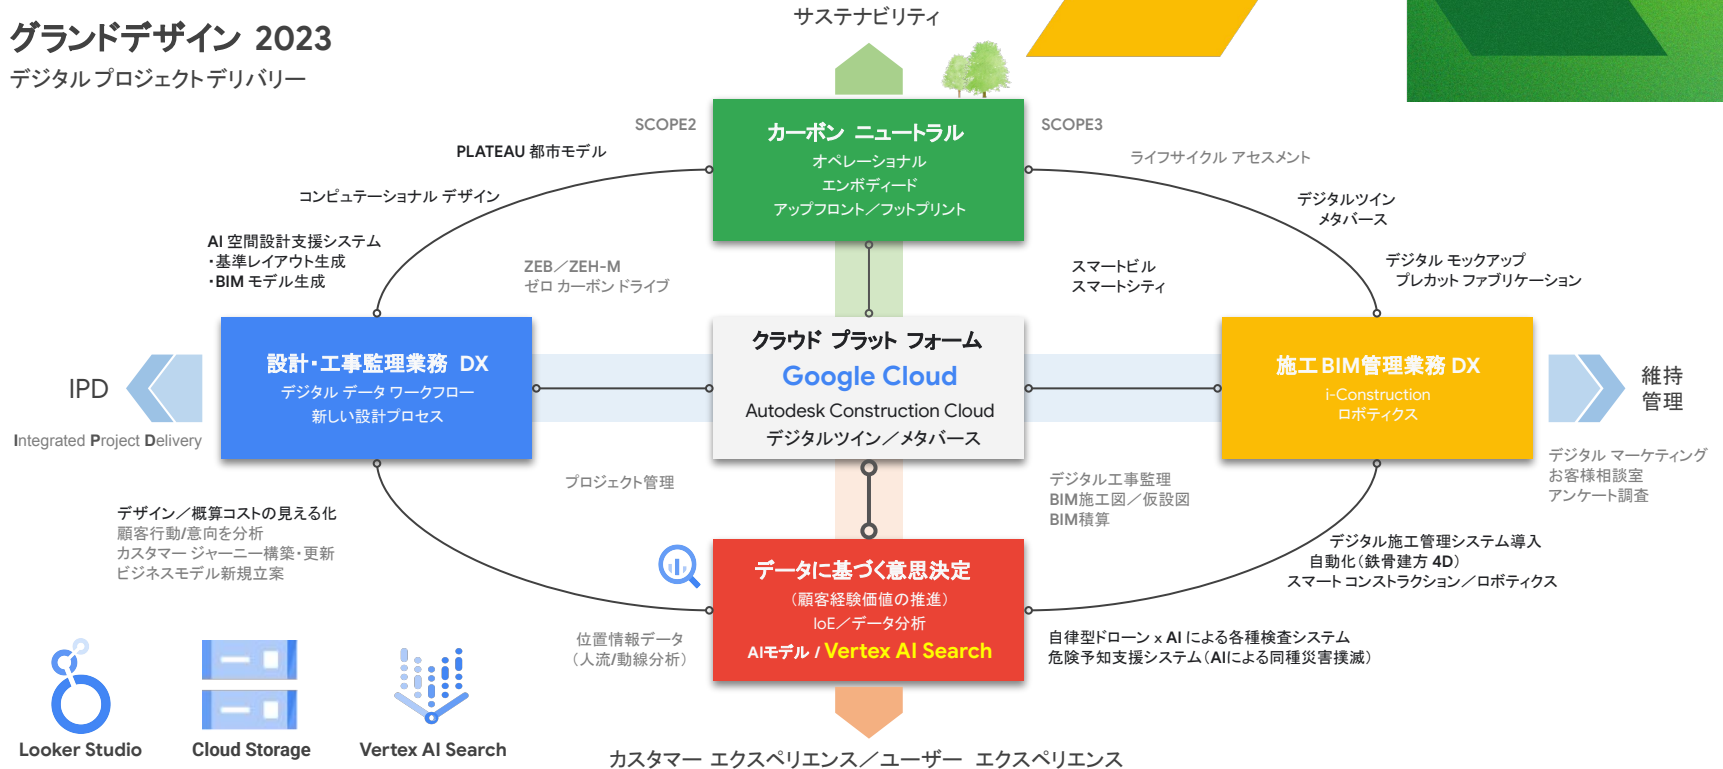 グランドデザイン 2023
デジタル プロジェクト デリバリー
サステナビリティ
SCOPE2
SCOPE3
カーボン ニュートラル
オペレーショナル
エンボディード
アップフロント／フットプリント
PLATEAU 都市モデル
コンピュテーショナル デザイン
AI 空間設計支援システム
・基準レイアウト生成
・BIM モデル生成
ZEB／ZEH-M
ゼロ カーボンドライブ
ライフサイクル アセスメント
デジタルツイン
メタバース
スマートビル
スマートシティ
デジタル モックアップ
プレカット ファブリケーション
IPD
Integrated Project Delivery
設計・工事監理業務 DX
デジタル データ ワークフロー
新しい設計プロセス
クラウド プラット フォーム
Google Cloud
Autodesk Construction Cloud
デジタルツイン／メタバース
施工BIM管理業務 DX
i-Construction
ロボティクス
維持
管理
デジタル マーケティング
お客様相談室
アンケート調査
プロジェクト管理
デザイン／概算コストの見える化
顧客行動/意向を分析
カスタマー ジャーニー構築・更新
ビジネスモデル新規立案
デジタル工事監理
BIM施工図／仮設図
BIM積算
デジタル施工管理システム導入
自動化（鉄骨建方 4D）
スマート コンストラクション／ロボティクス
データに基づく意思決定
（顧客経験価値の推進）
IoE／データ分析
AIモデル / Vertex AI Search
位置情報データ
（人流/動線分析）
自律型ドローン x AI による各種検査システム
危険予知支援システム（AIによる同種災害撲滅）
Looker Studio
Cloud Storage
Vertex AI Search
カスタマー エクスペリエンス／ユーザー エクスペリエンス